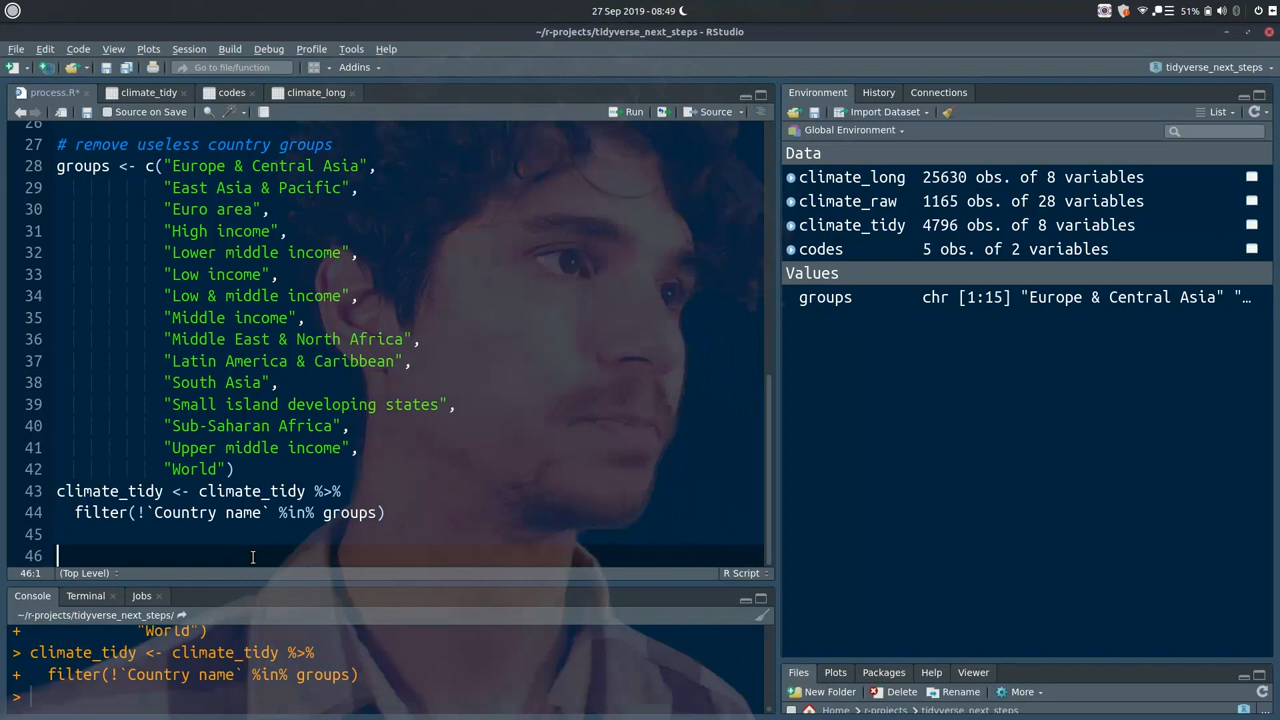 27 Sep 2019 - 08:49
51%
~/r-projects/tidyverse_next_steps - RStudio
File Edit Code View Plots Session Build Debug Profile Tools Help
Go to file/function
Addins
tidyverse_next_steps
process.R*
climate_tidy
codes
climate_long
Source on Save
Run
Source
26
27 # remove useless country groups
28 groups <- c("Europe & Central Asia",
29 "East Asia & Pacific",
30 "Euro area",
31 "High income",
32 "Lower middle income",
33 "Low income",
34 "Low & middle income",
35 "Middle income",
36 "Middle East & North Africa",
37 "Latin America & Caribbean",
38 "South Asia",
39 "Small island developing states",
40 "Sub-Saharan Africa",
41 "Upper middle income",
42 "World")
43 climate_tidy <- climate_tidy %>%
44 filter(!`Country name` %in% groups)
45
46
46:1 (Top Level) R Script
Console Terminal Jobs
~/r-projects/tidyverse_next_steps/
+ "World")
> climate_tidy <- climate_tidy %>%
+ filter(!`Country name` %in% groups)
>
Environment History Connections
Import Dataset
List
Global Environment
Data
climate_long 25630 obs. of 8 variables
climate_raw 1165 obs. of 28 variables
climate_tidy 4796 obs. of 8 variables
codes 5 obs. of 2 variables
Values
groups chr [1:15] "Europe & Central Asia" "…
Files Plots Packages Help Viewer
New Folder Delete Rename More
Home r-projects tidyverse_next_steps